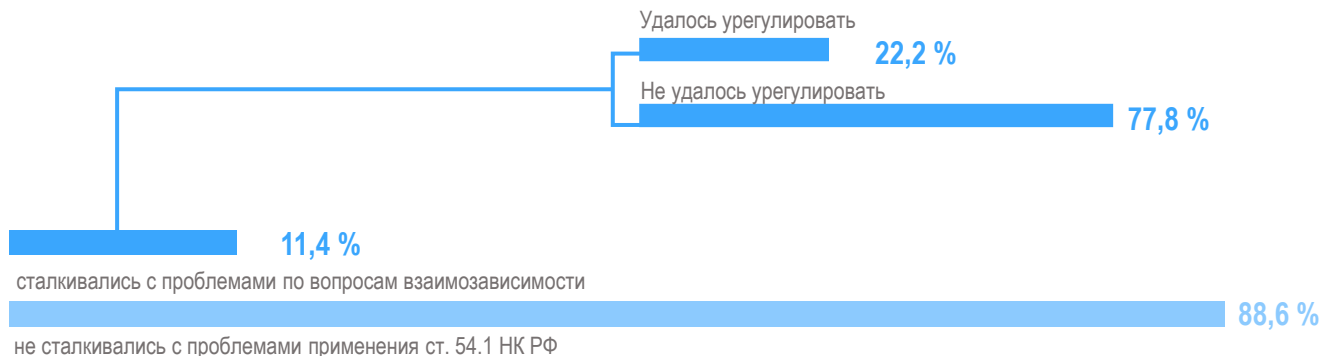 Удалось урегулировать
22,2 %
Не удалось урегулировать
77,8 %
11,4 %
сталкивались с проблемами по вопросам взаимозависимости
88,6 %
не сталкивались с проблемами применения ст. 54.1 НК РФ